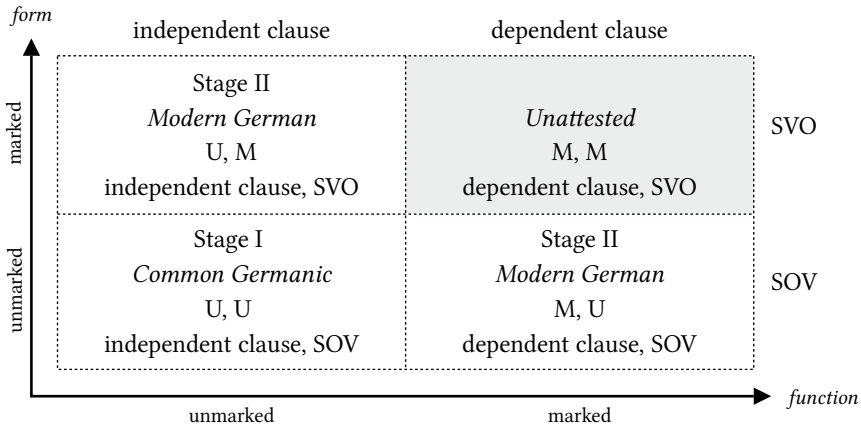 form
independent clause
dependent clause
marked
Stage II
Modern German
U, M
independent clause, SVO
Unattested
M, M
dependent clause, SVO
SVO
unmarked
Stage I
Common Germanic
U, U
independent clause, SOV
Stage II
Modern German
M, U
dependent clause, SOV
SOV
unmarked
marked
function